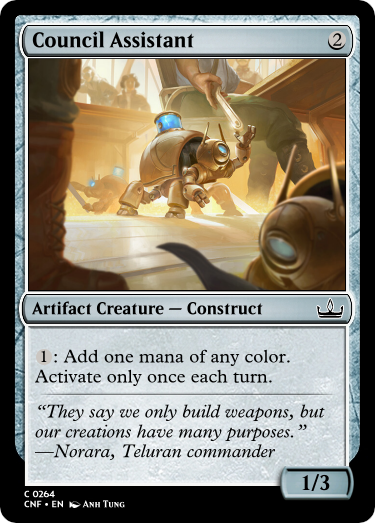 Council Assistant 2
Artifact Creature — Construct
1: Add one mana of any color.
Activate only once each turn.
“They say we only build weapons, but
our creations have many purposes.”
—Norara, Teluran commander
1/3
C 0264
CNF • EN Anh Tung